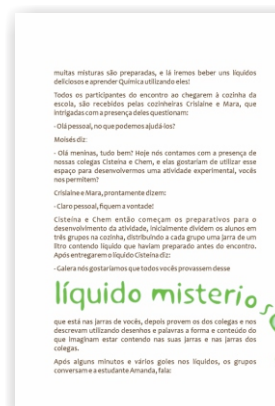 muitas misturas são preparadas, e lá iremos beber uns líquidos
deliciosos e aprender Química utilizando eles!
Todos os participantes do encontro ao chegarem à cozinha da
escola, são recebidos pelas cozinheiras Crislaine e Mara, que
intrigadas com a presença deles questionam:
- Olá pessoal, no que podemos ajudá-los?
Moisés diz:
- Olá meninas, tudo bem? Hoje nós contamos com a presença de
nossas colegas Cisteína e Chem, e elas gostariam de utilizar esse
espaço para desenvolvermos uma atividade experimental, vocês
nos permitem?
Crislaine e Mara, prontamente dizem:
- Claro pessoal, fiquem a vontade!
Cisteína e Chem então começam os preparativos para o
desenvolvimento da atividade, inicialmente dividem os alunos em
três grupos na cozinha, distribuindo a cada grupo uma jarra de um
litro contendo líquido que haviam preparado antes do encontro.
Após entregarem o líquido Cisteína diz:
- Galera nós gostaríamos que todos vocês provassem desse
líquido misterioso
que está nas jarras de vocês, depois provem os dos colegas e nos
descrevam utilizando desenhos e palavras a forma e conteúdo do
que imaginam estar contendo nas suas jarras e nas jarras dos
colegas.
Após alguns minutos e vários goles nos líquidos, os grupos
conversam e a estudante Amanda, fala: